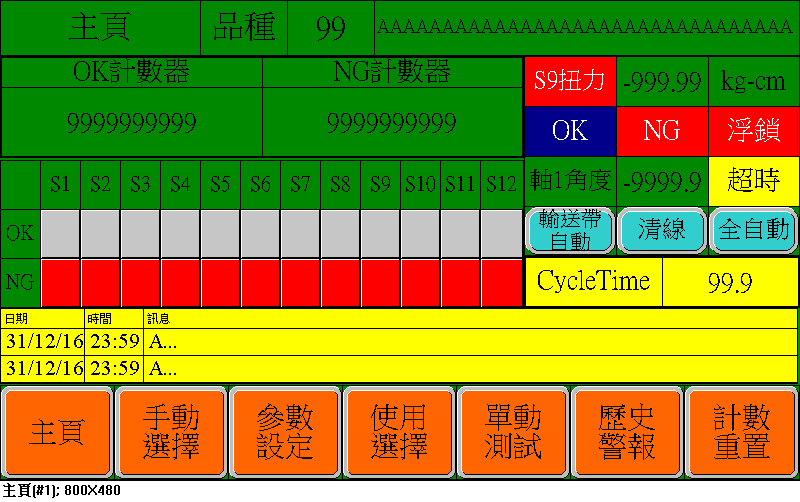 主頁 品種 99 AAAAAAAAAAAAAAAAAAAAAAAAAAAAAA
OK計數器 NG計數器 S9扭力 -999.99 kg-cm
9999999999 9999999999 OK NG 浮鎖
S1 S2 S3 S4 S5 S6 S7 S8 S9 S10 S11 S12 軸1角度 -9999.9 超時
OK 輸送帶
自動 清線 全自動
NG CycleTime 99.9
日期 時間 訊息
31/12/16 23:59 A...
31/12/16 23:59 A...
主頁 手動
選擇 參數
設定 使用
選擇 單動
測試 歷史
警報 計數
重置
主頁(#1); 800X480